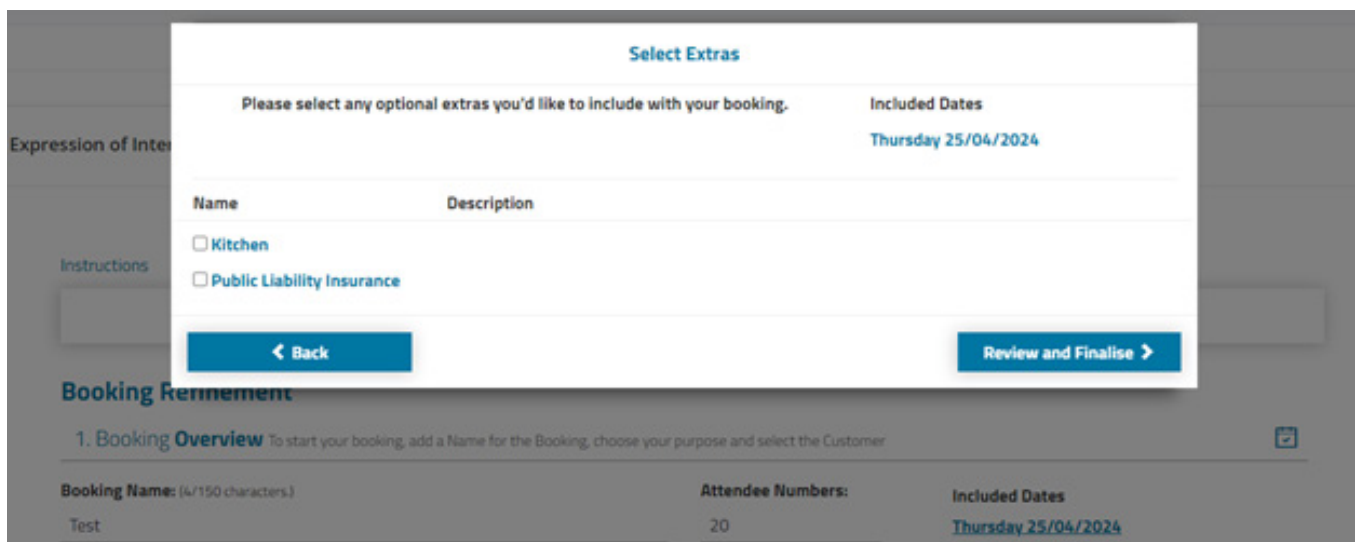 Select Extras
Please select any optional extras you'd like to include with your booking.
Included Dates
Thursday 25/04/2024
Expression of Inter
Name Description
Kitchen
Instructions
Public Liability Insurance
Back
Review and Finalise
Booking Refinement
1. Booking Overview To start your booking, add a Name for the Booking, choose your purpose and select the Customer
Booking Name: (4/150 characters.)
Attendee Numbers:
Included Dates
Test
20
Thursday 25/04/2024